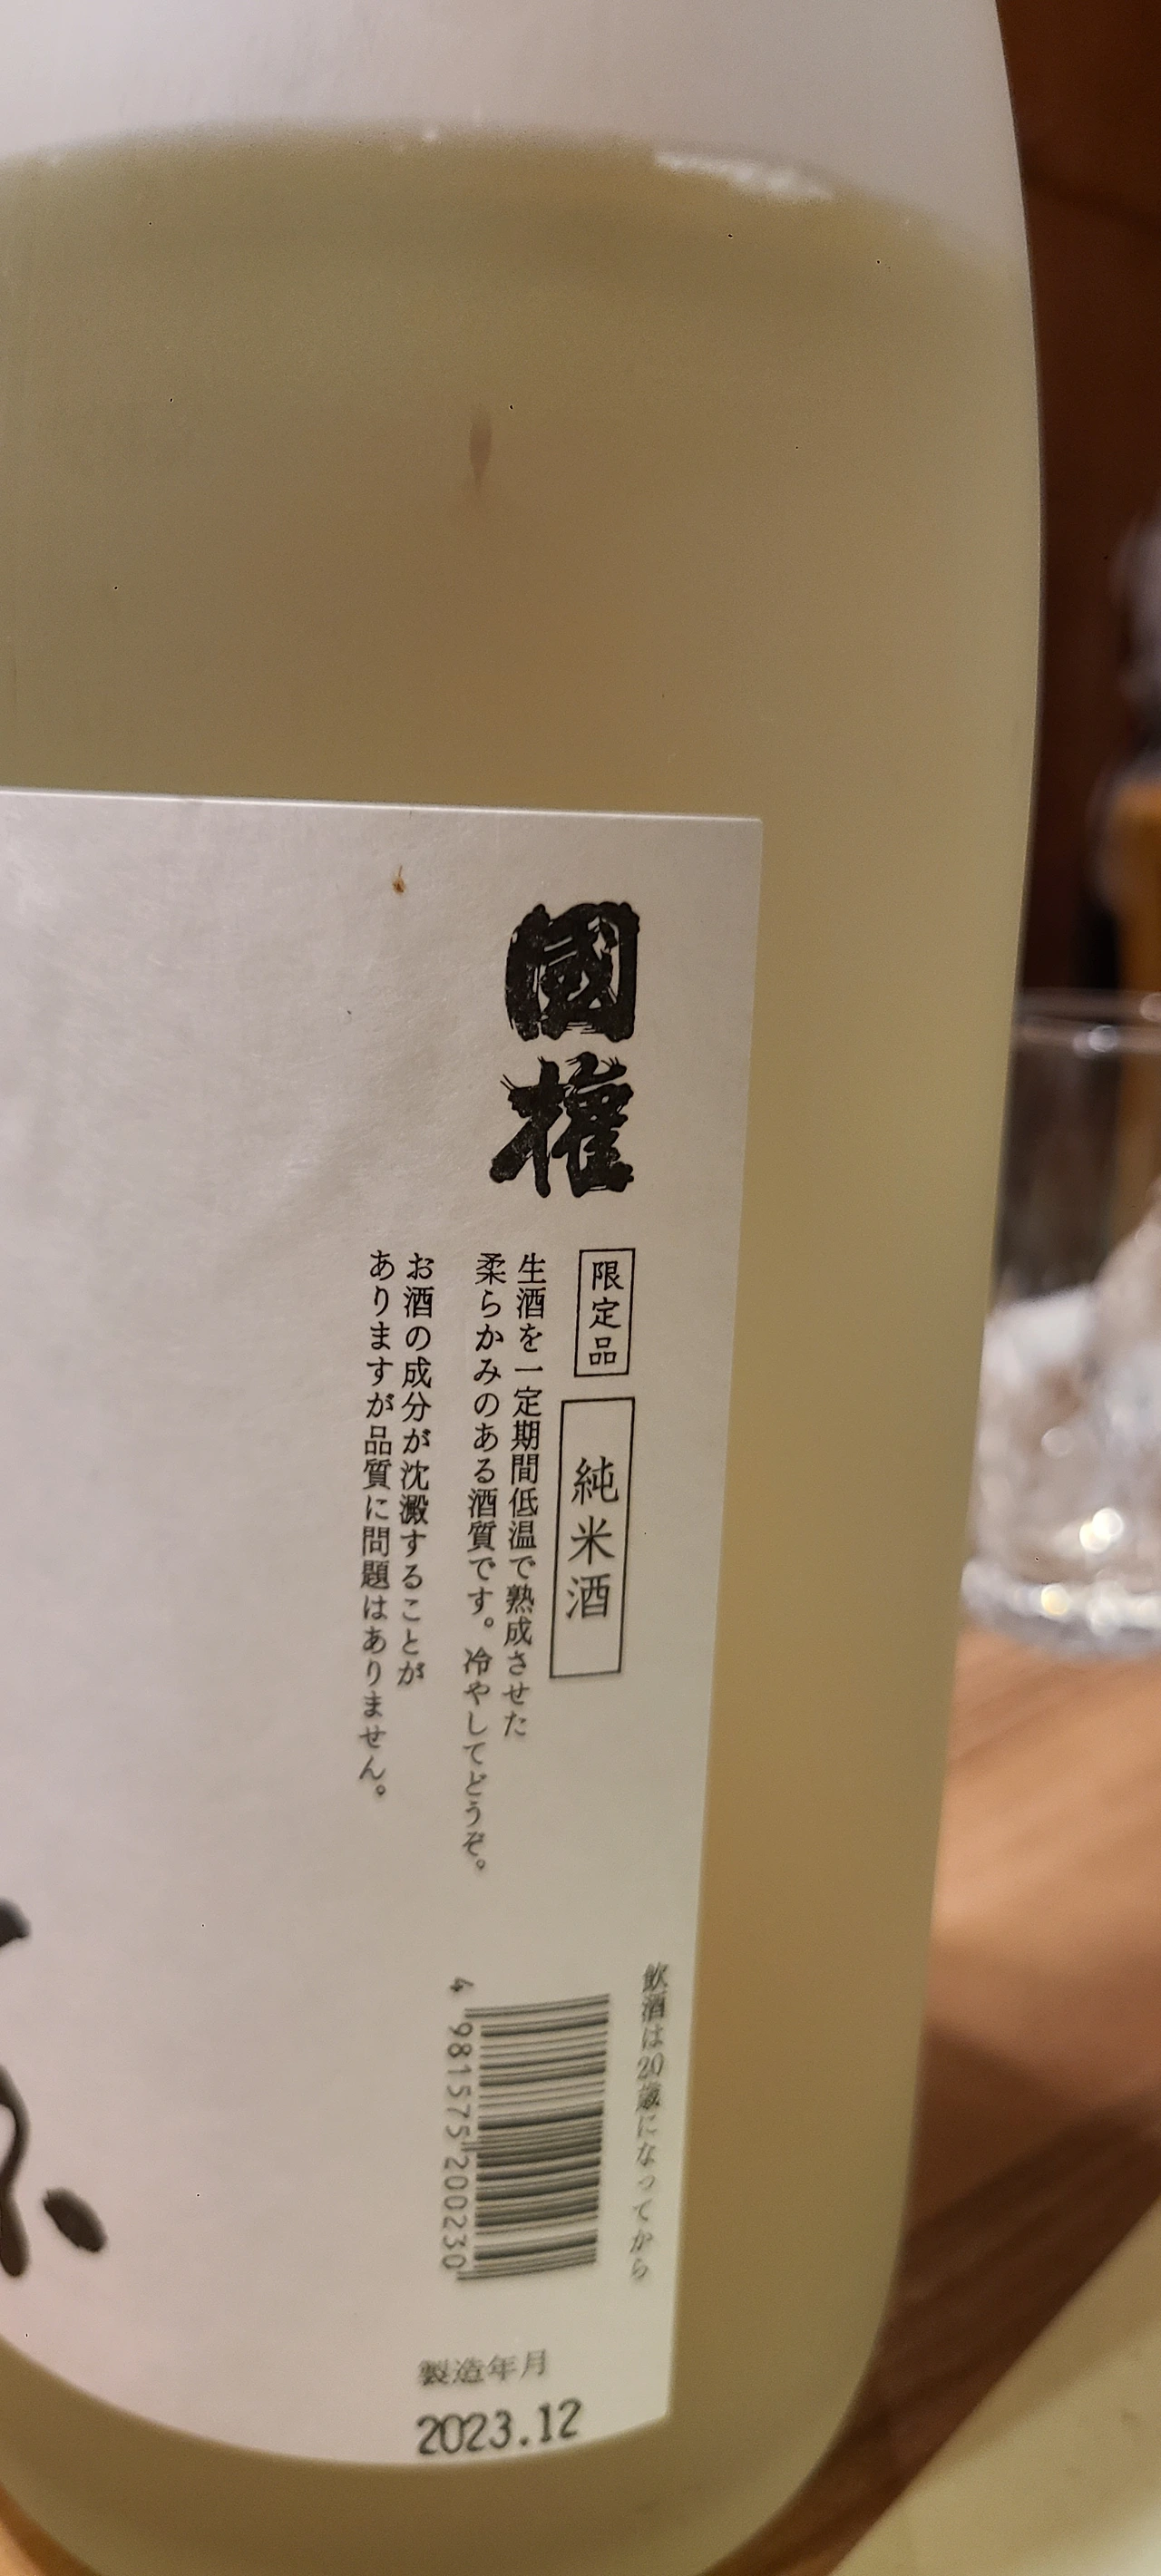 國権
限定品
純米酒
生酒を一定期間低温で熟成させた
柔らかみのある酒質です。冷やしてどうぞ。
お酒の成分が沈澱することが
ありますが品質に問題はありません。
飲酒は20歳になってから
4 981575 200230
製造年月
2023.12